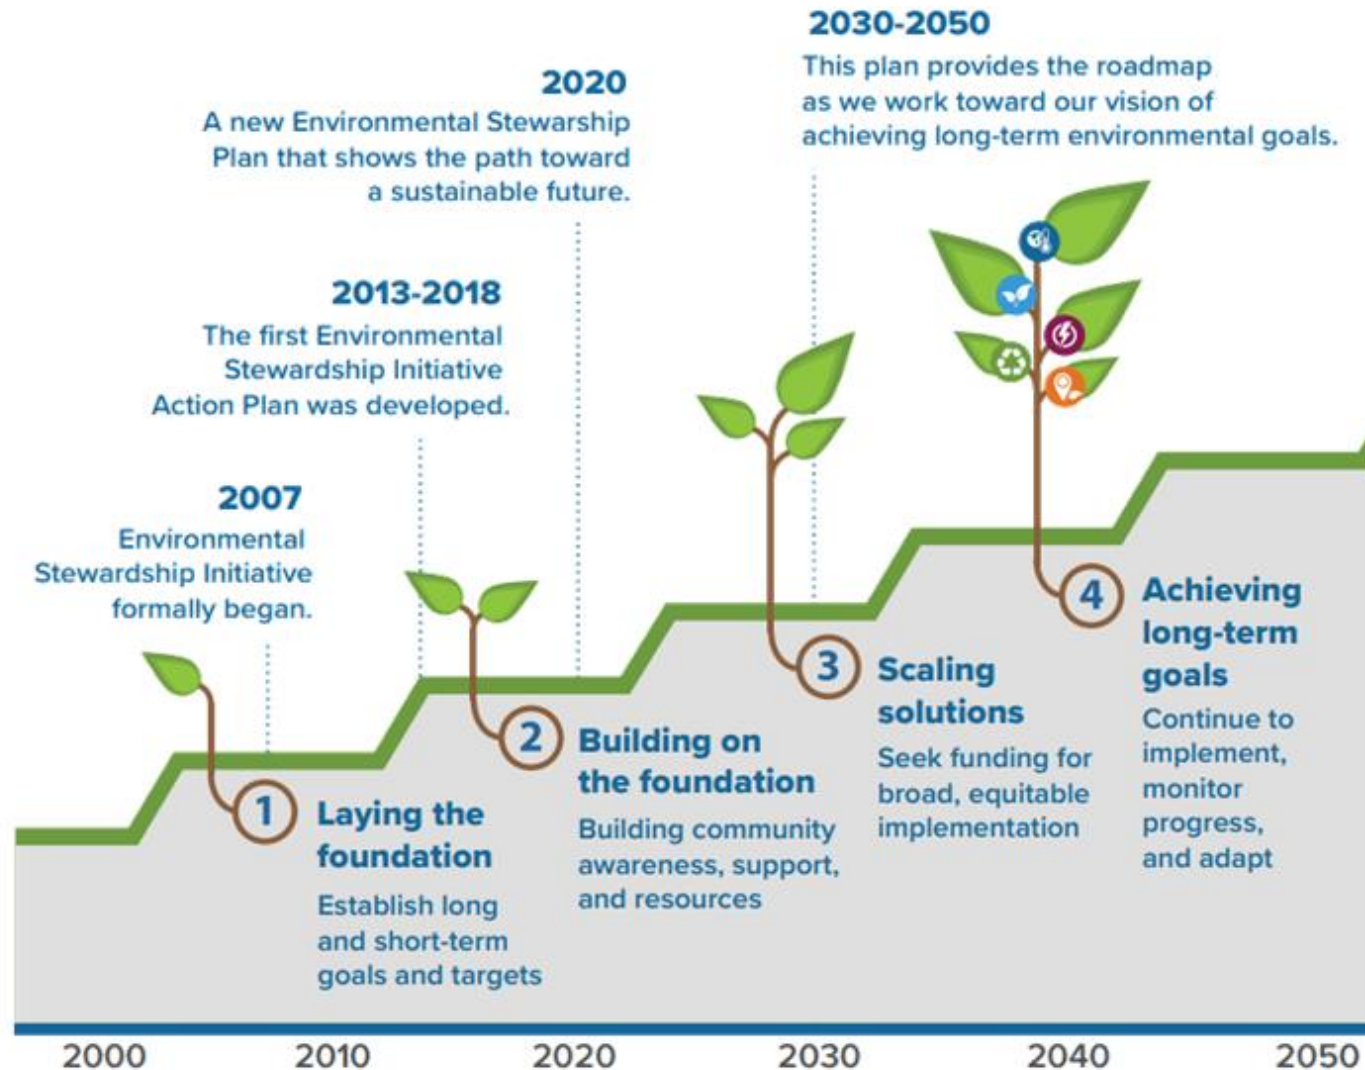 2030-2050
This plan provides the roadmap
as we work toward our vision of
achieving long-term environmental goals.
2020
A new Environmental Stewarship
Plan that shows the path toward
a sustainable future.
2013-2018
The first Environmental
Stewardship Initiative
Action Plan was developed.
2007
Environmental
Stewardship Initiative
formally began.
1
Laying the
foundation
Establish long
and short-term
goals and targets
2
Building on
the foundation
Building community
awareness, support,
and resources
3
Scaling
solutions
Seek funding for
broad, equitable
implementation
4
Achieving
long-term
goals
Continue to
implement,
monitor
progress,
and adapt
2000 2010 2020 2030 2040 2050